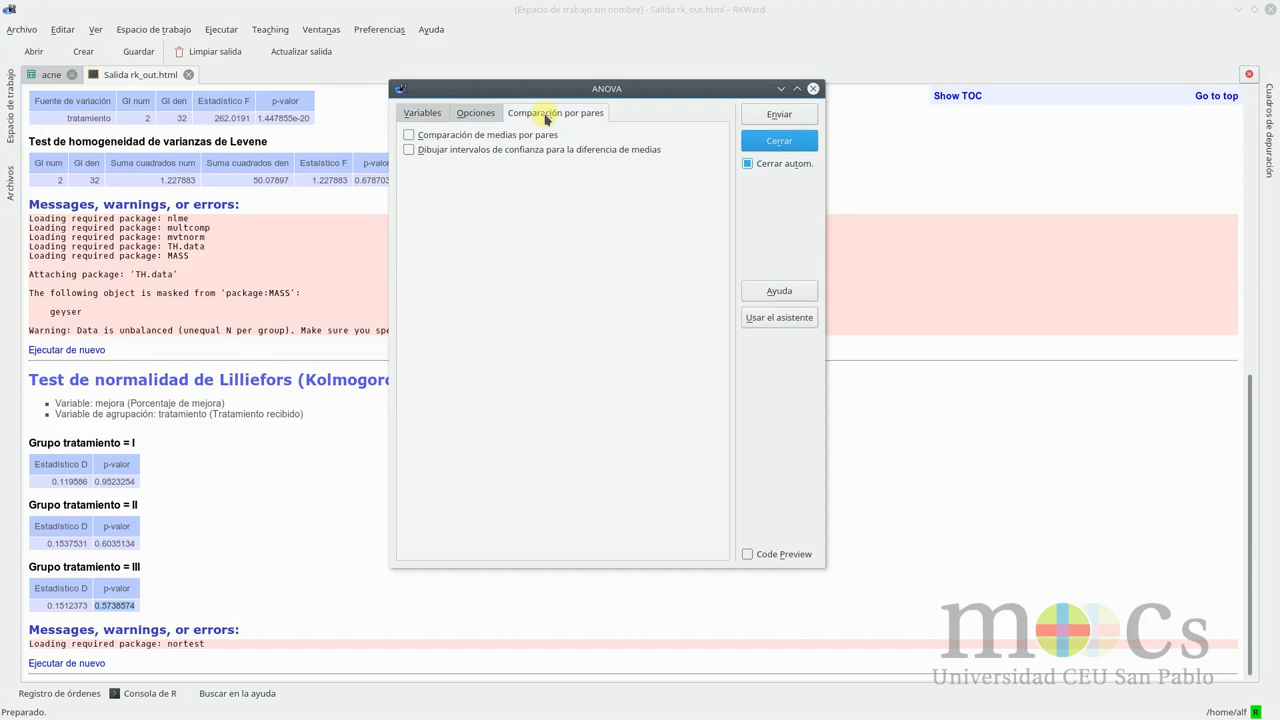 [Espacio de trabajo sin nombre] - Salida rk_out.html – RKWard
Archivo Editar Ver Espacio de trabajo Ejecutar Teaching Ventanas Preferencias Ayuda
Abrir Crear Guardar Limpiar salida Actualizar salida
acne Salida rk_out.html
Espacio de trabajo
Archivos
Cuadros de depuración
Show TOC Go to top
Fuente de variación Gl num Gl den Estadístico F p-valor
tratamiento 2 32 262.0191 1.447855e-20
Test de homogeneidad de varianzas de Levene
Gl num Gl den Suma cuadrados num Suma cuadrados den Estaísitco F p-valo
2 32 1.227883 50.07897 1.227883 0.678703
Messages, warnings, or errors:
Loading required package: nlme
Loading required package: multcomp
Loading required package: mvtnorm
Loading required package: TH.data
Loading required package: MASS
Attaching package: 'TH.data'
The following object is masked from 'package:MASS':
geyser
Warning: Data is unbalanced (unequal N per group). Make sure you spe
Ejecutar de nuevo
Test de normalidad de Lilliefors (Kolmogoro
Variable: mejora (Porcentaje de mejora)
Variable de agrupación: tratamiento (Tratamiento recibido)
Grupo tratamiento = I
Estadístico D p-valor
0.119586 0.9523254
Grupo tratamiento = II
Estadístico D p-valor
0.1537531 0.6035134
Grupo tratamiento = III
Estadístico D p-valor
0.1512373 0.5738574
Messages, warnings, or errors:
Loading required package: nortest
Ejecutar de nuevo
ANOVA
Variables Opciones Comparación por pares
Comparación de medias por pares
Dibujar intervalos de confianza para la diferencia de medias
Enviar
Cerrar
Cerrar autom.
Ayuda
Usar el asistente
Code Preview
mocs
Universidad CEU San Pablo
Registro de órdenes Consola de R Buscar en la ayuda
Preparado. /home/alf R